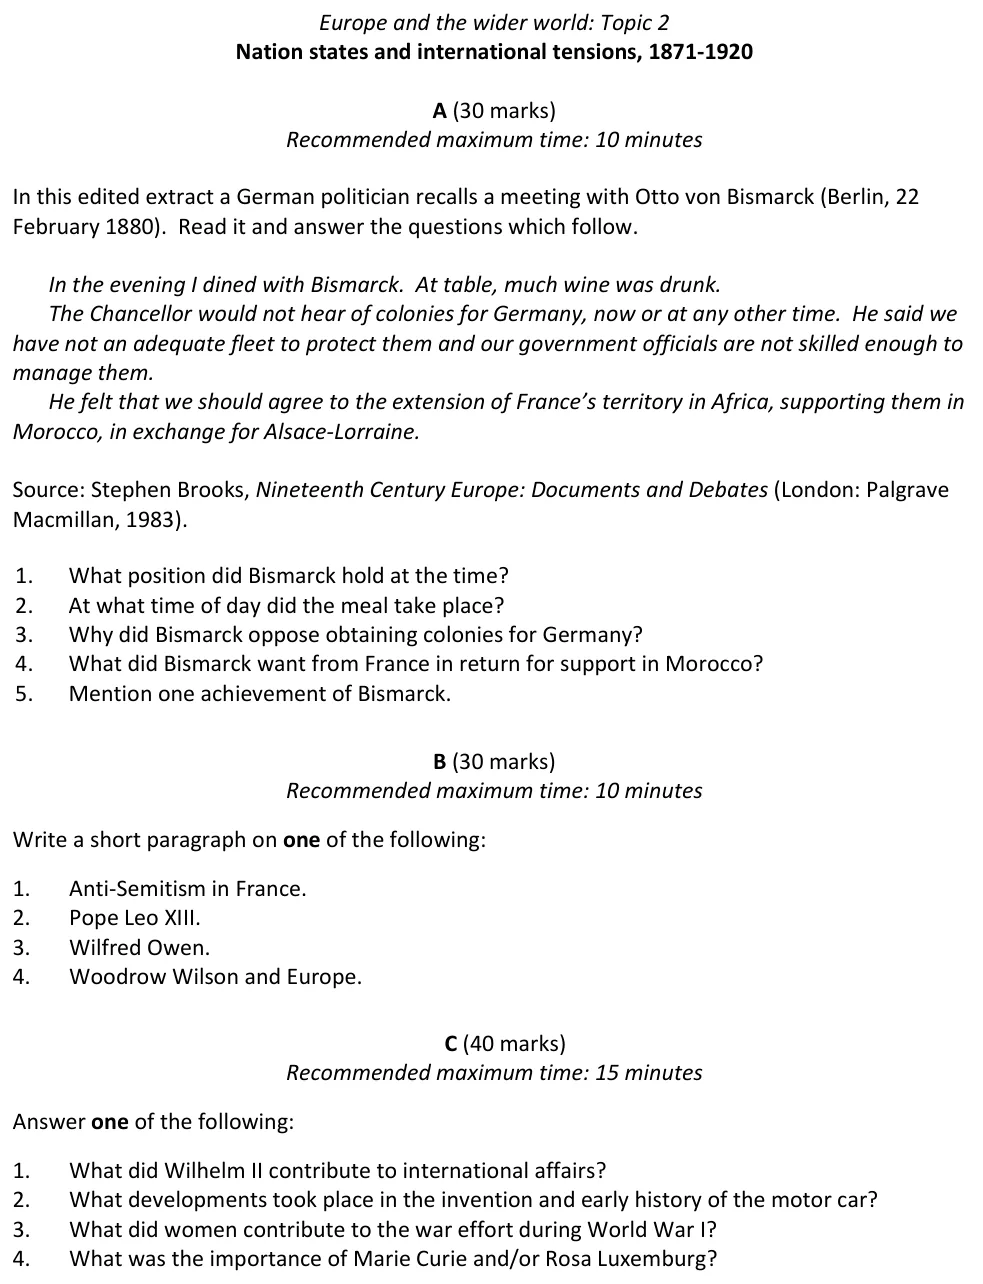 Europe and the wider world: Topic 2
Nation states and international tensions, 1871-1920
A (30 marks)
Recommended maximum time: 10 minutes
In this edited extract a German politician recalls a meeting with Otto von Bismarck (Berlin, 22
February 1880).  Read it and answer the questions which follow.
In the evening I dined with Bismarck.  At table, much wine was drunk.
The Chancellor would not hear of colonies for Germany, now or at any other time.  He said we
have not an adequate fleet to protect them and our government officials are not skilled enough to
manage them.
He felt that we should agree to the extension of France’s territory in Africa, supporting them in
Morocco, in exchange for Alsace-Lorraine.
Source: Stephen Brooks, Nineteenth Century Europe: Documents and Debates (London: Palgrave
Macmillan, 1983).
1. What position did Bismarck hold at the time?
2. At what time of day did the meal take place?
3. Why did Bismarck oppose obtaining colonies for Germany?
4. What did Bismarck want from France in return for support in Morocco?
5. Mention one achievement of Bismarck.
B (30 marks)
Recommended maximum time: 10 minutes
Write a short paragraph on one of the following:
1. Anti-Semitism in France.
2. Pope Leo XIII.
3. Wilfred Owen.
4. Woodrow Wilson and Europe.
C (40 marks)
Recommended maximum time: 15 minutes
Answer one of the following:
1. What did Wilhelm II contribute to international affairs?
2. What developments took place in the invention and early history of the motor car?
3. What did women contribute to the war effort during World War I?
4. What was the importance of Marie Curie and/or Rosa Luxemburg?